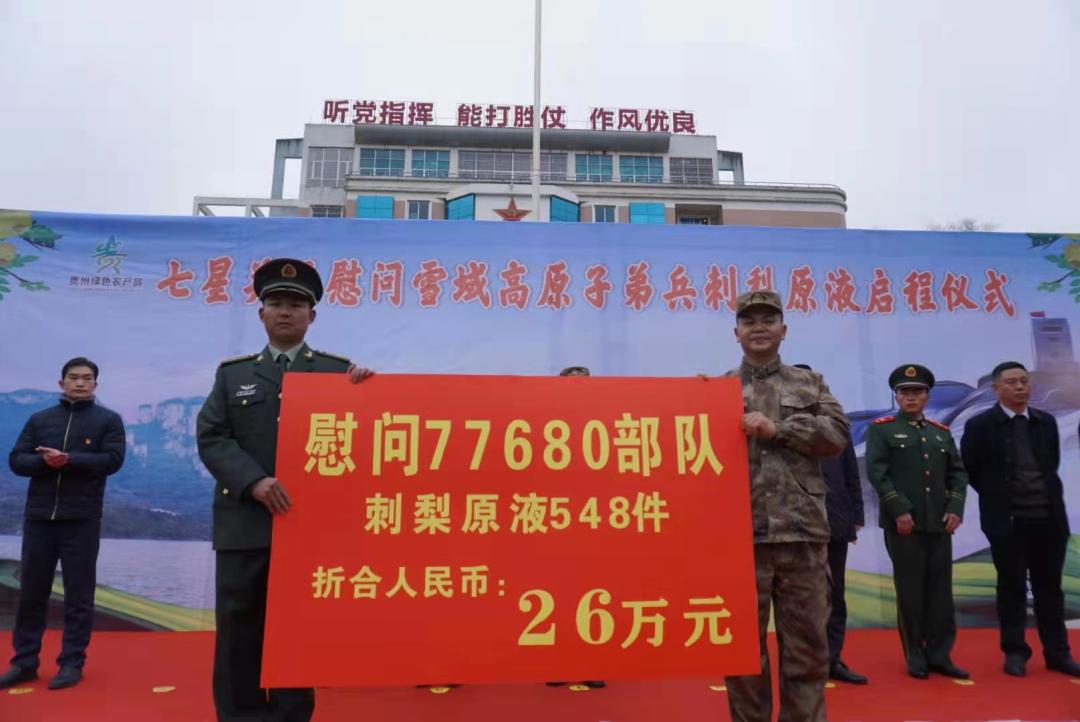 听党指挥 能打胜仗 作风优良
贵州绿色农产品
七星 慰问雪域高原子弟兵刺梨原液启程仪式
慰问77680部队
刺梨原液548件
折合人民币：
26万元